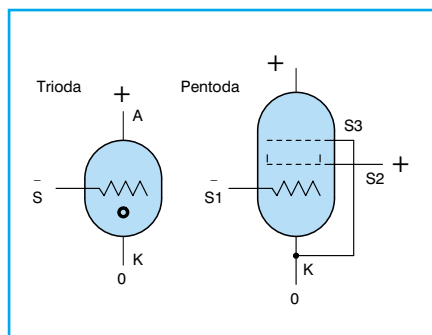 Trioda
+
A
– S
K
0
Pentoda
+
S3
S2 +
– S1
K
0